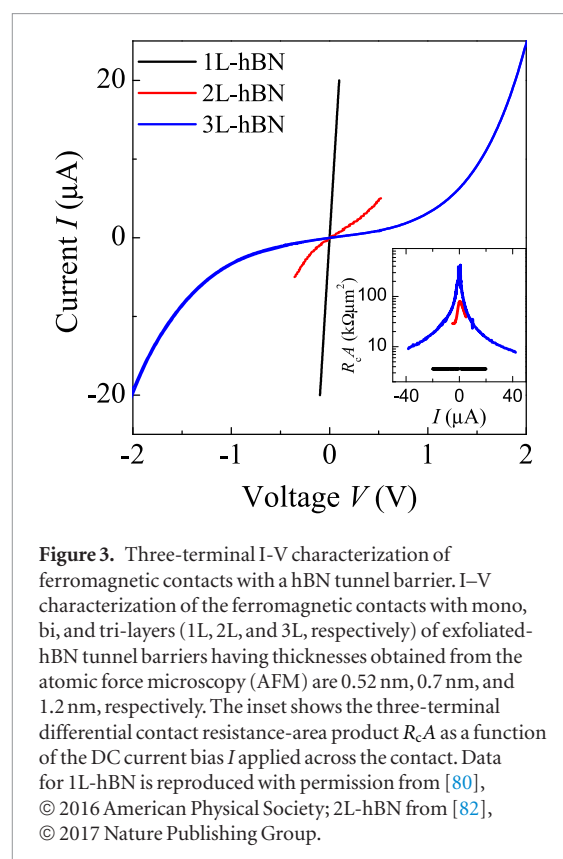 20
0
-20
Current I (µA)
1L-hBN
2L-hBN
3L-hBN
RcA (kΩµm²)
100
10
-40 0 40
I (µA)
-2 -1 0 1 2
Voltage V (V)
Figure 3. Three-terminal I-V characterization of
ferromagnetic contacts with a hBN tunnel barrier. I–V
characterization of the ferromagnetic contacts with mono,
bi, and tri-layers (1L, 2L, and 3L, respectively) of exfoliated-
hBN tunnel barriers having thicknesses obtained from the
atomic force microscopy (AFM) are 0.52 nm, 0.7 nm, and
1.2 nm, respectively. The inset shows the three-terminal
differential contact resistance-area product RcA as a function
of the DC current bias I applied across the contact. Data
for 1L-hBN is reproduced with permission from [80],
© 2016 American Physical Society; 2L-hBN from [82],
© 2017 Nature Publishing Group.